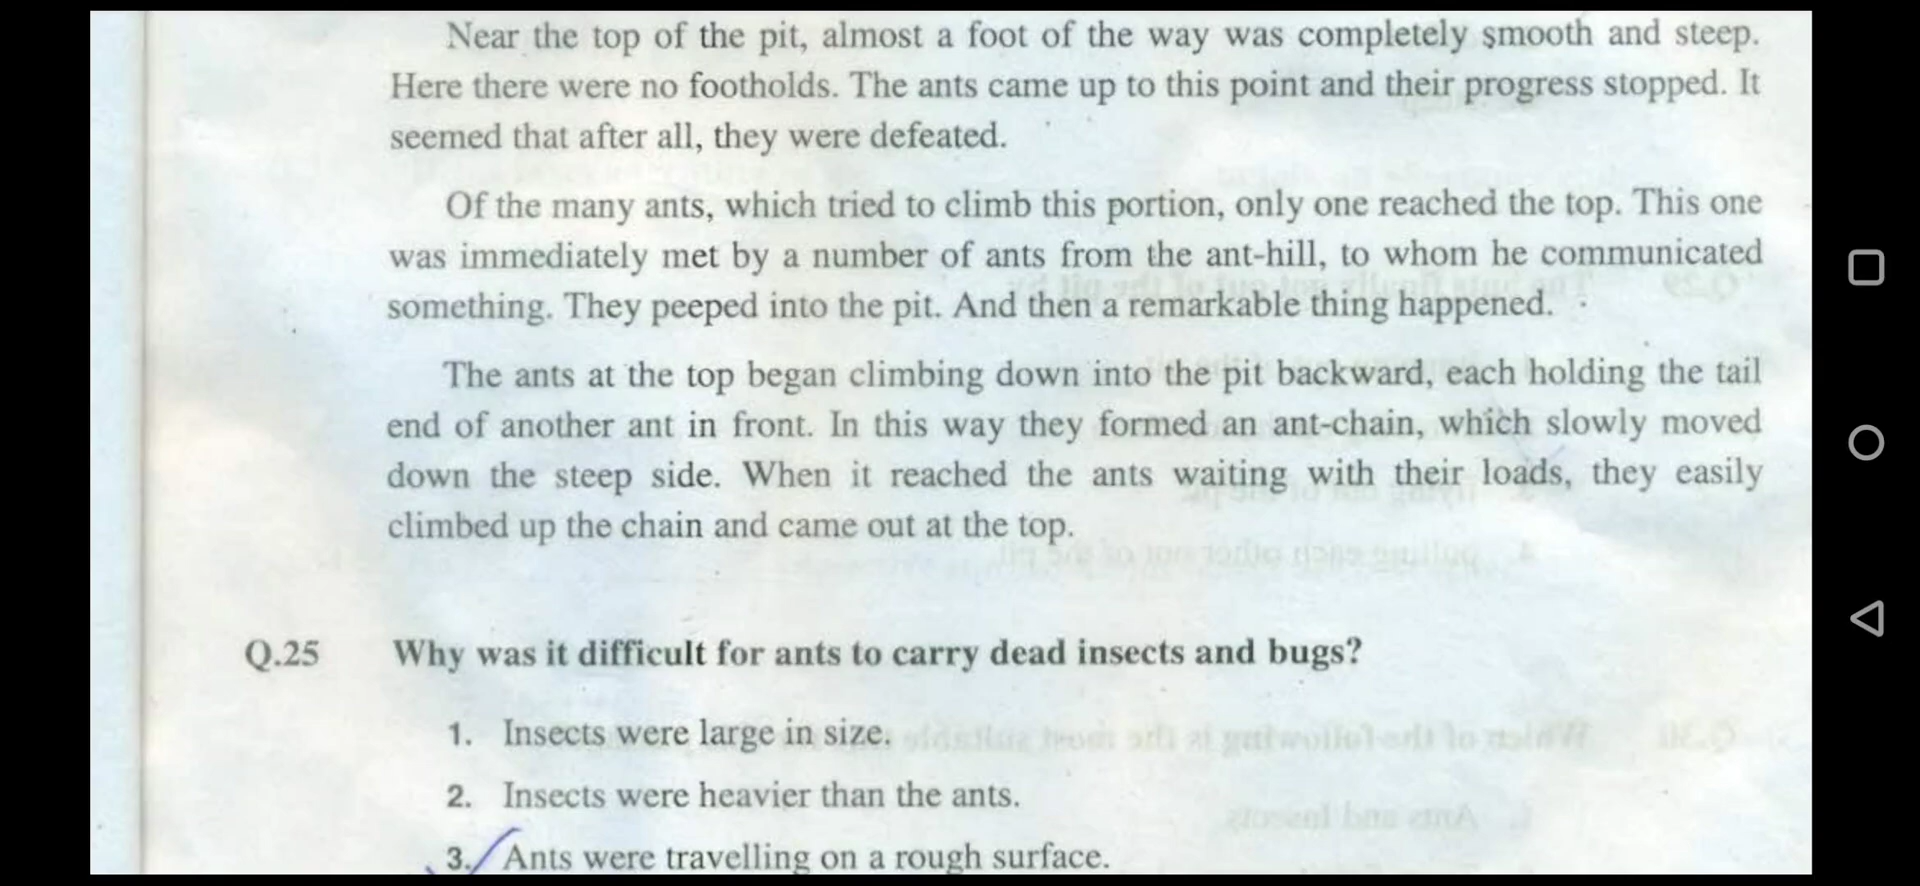 Near the top of the pit, almost a foot of the way was completely smooth and steep.
Here there were no footholds. The ants came up to this point and their progress stopped. It
seemed that after all, they were defeated.
Of the many ants, which tried to climb this portion, only one reached the top. This one
was immediately met by a number of ants from the ant-hill, to whom he communicated
something. They peeped into the pit. And then a remarkable thing happened.
The ants at the top began climbing down into the pit backward, each holding the tail
end of another ant in front. In this way they formed an ant-chain, which slowly moved
down the steep side. When it reached the ants waiting with their loads, they easily
climbed up the chain and came out at the top.
Q.25 Why was it difficult for ants to carry dead insects and bugs?
1. Insects were large in size.
2. Insects were heavier than the ants.
3. Ants were travelling on a rough surface.